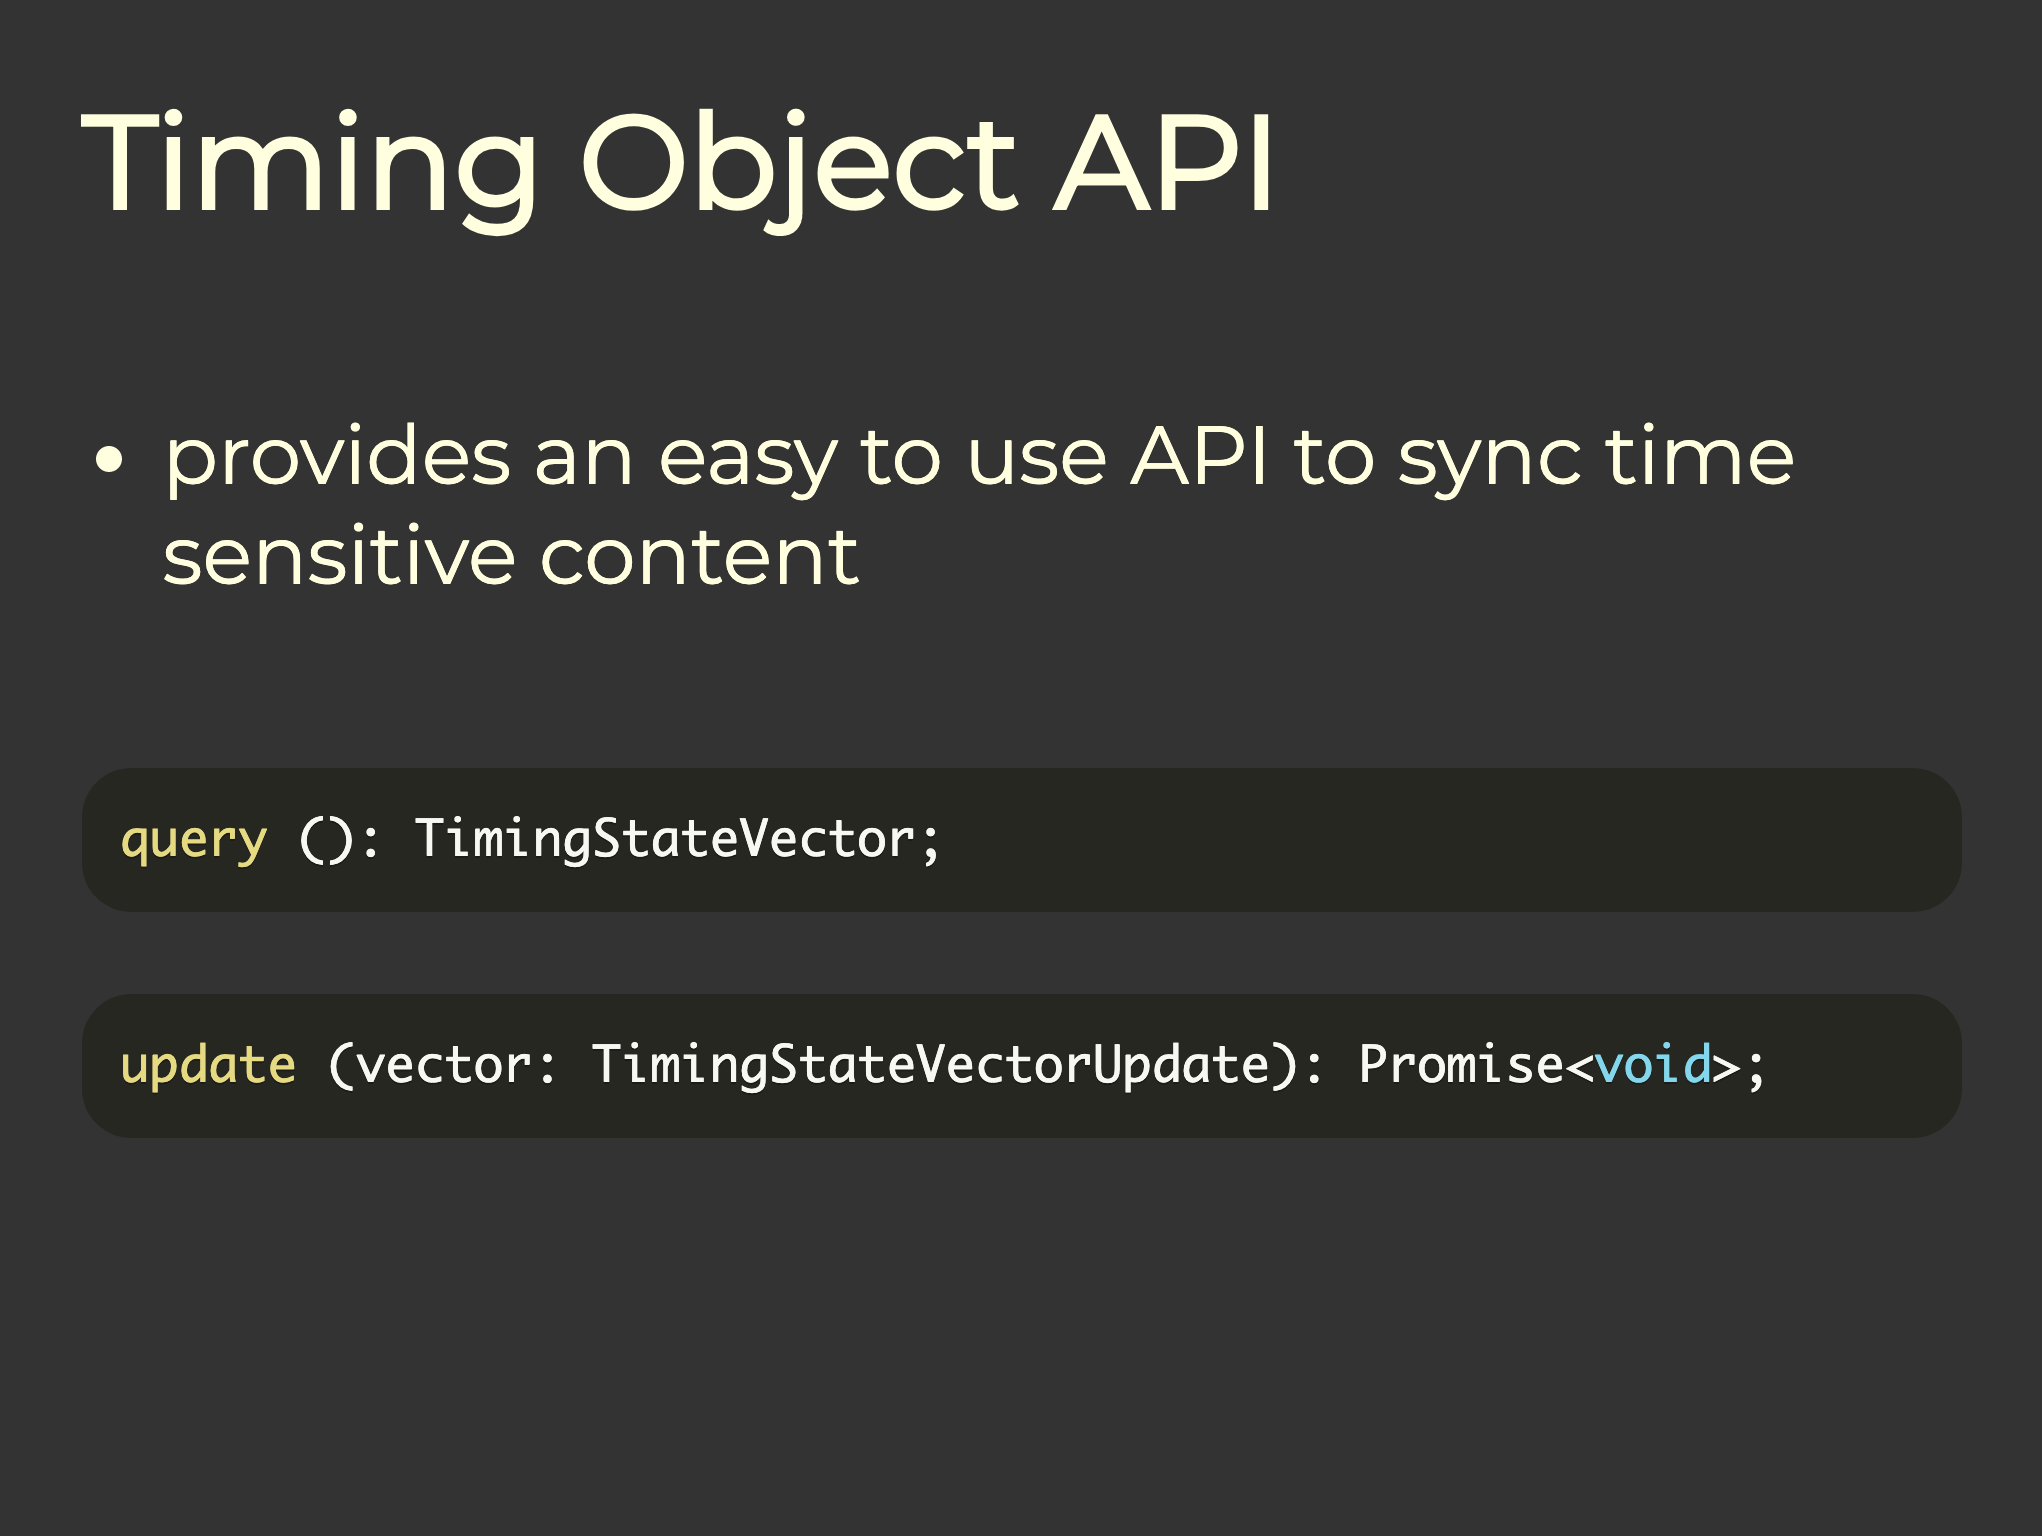 Timing Object API
• provides an easy to use API to sync time
sensitive content
query (): TimingStateVector;
update (vector: TimingStateVectorUpdate): Promise<void>;